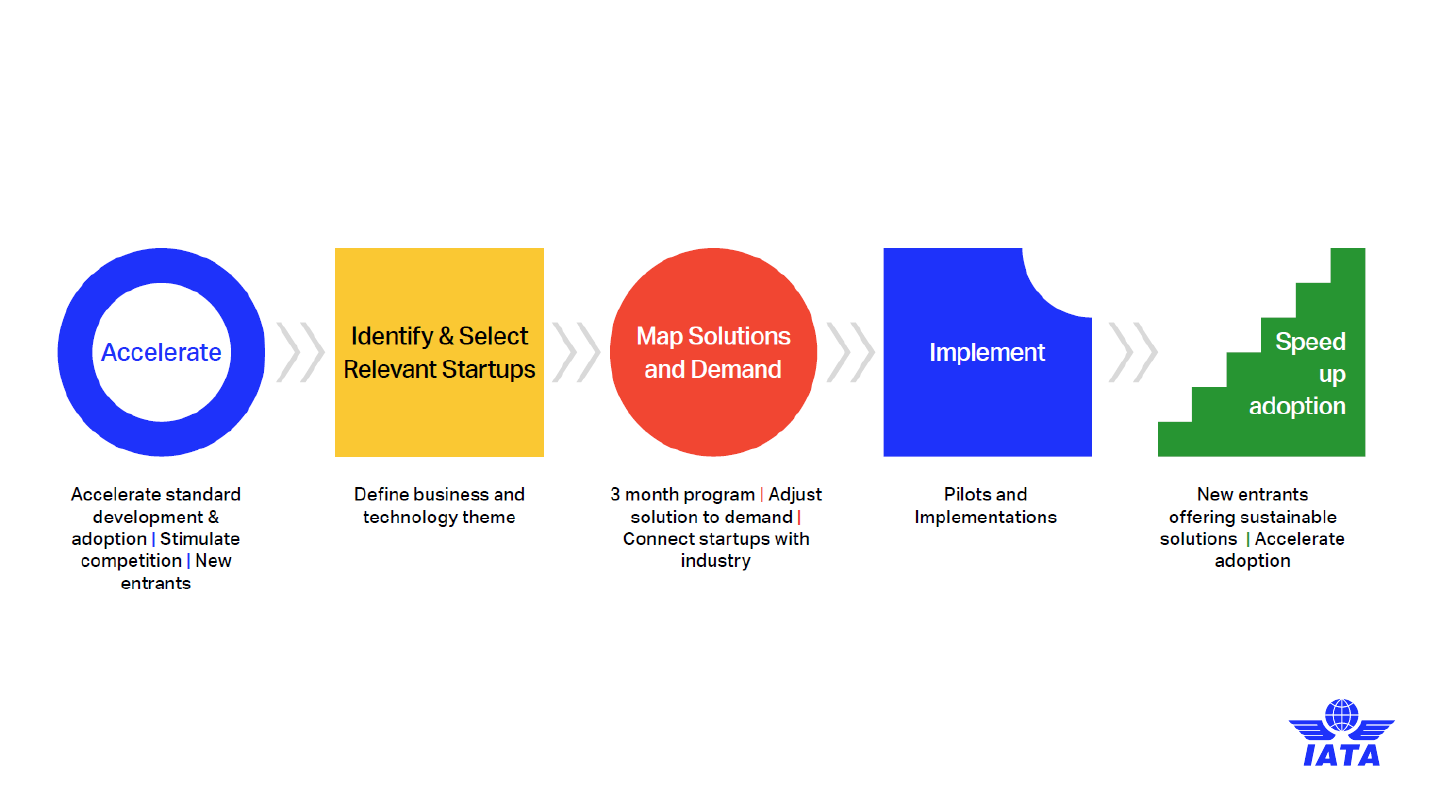 Accelerate
Identify & Select
Relevant Startups
Map Solutions
and Demand
Implement
Speed
up
adoption
Accelerate standard
development &
adoption | Stimulate
competition | New
entrants
Define business and
technology theme
3 month program | Adjust
solution to demand |
Connect startups with
industry
Pilots and
Implementations
New entrants
offering sustainable
solutions | Accelerate
adoption
IATA